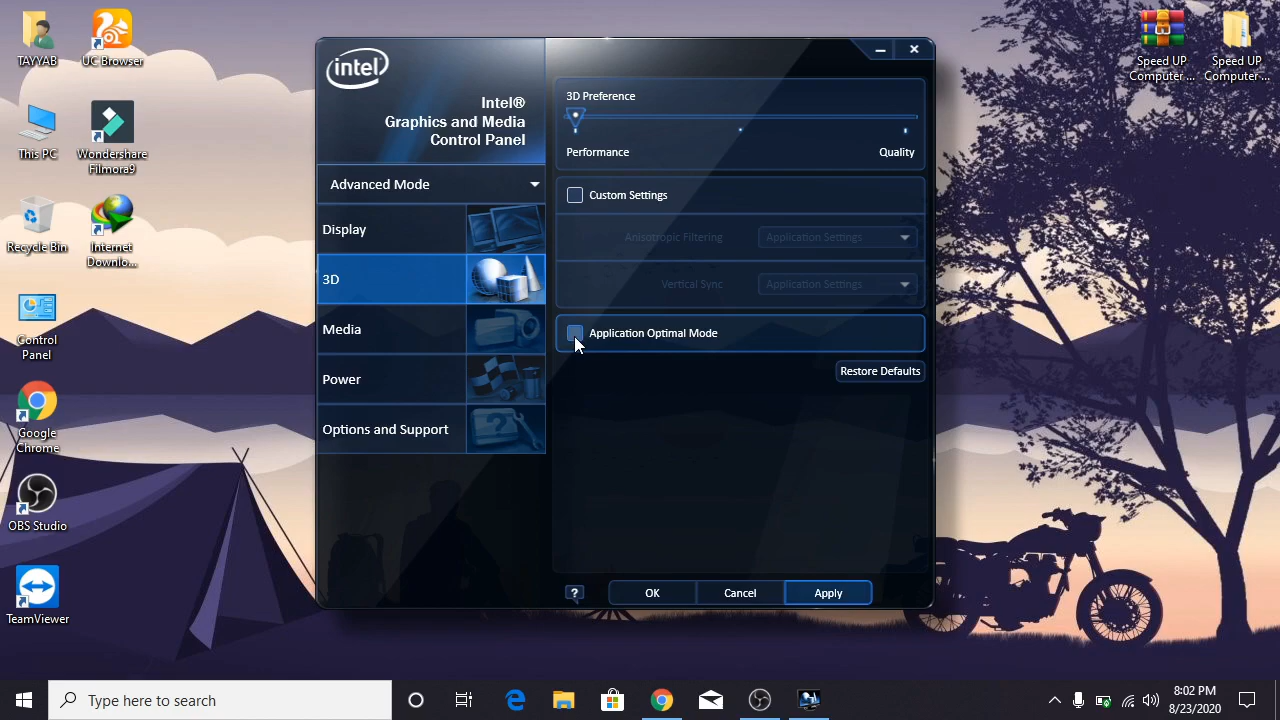 TAYYAB
UC Browser
This PC
Wondershare
Filmora9
Recycle Bin
Internet
Downlo...
Control
Panel
Google
Chrome
OBS Studio
TeamViewer
Speed UP
Computer ...
Speed UP
Computer ...
intel
Intel®
Graphics and Media
Control Panel
Advanced Mode
Display
3D
Media
Power
Options and Support
3D Preference
Performance
Quality
Custom Settings
Anisotropic Filtering
Application Settings
Vertical Sync
Application Settings
Application Optimal Mode
Restore Defaults
?
OK
Cancel
Apply
Type here to search
8:02 PM
8/23/2020